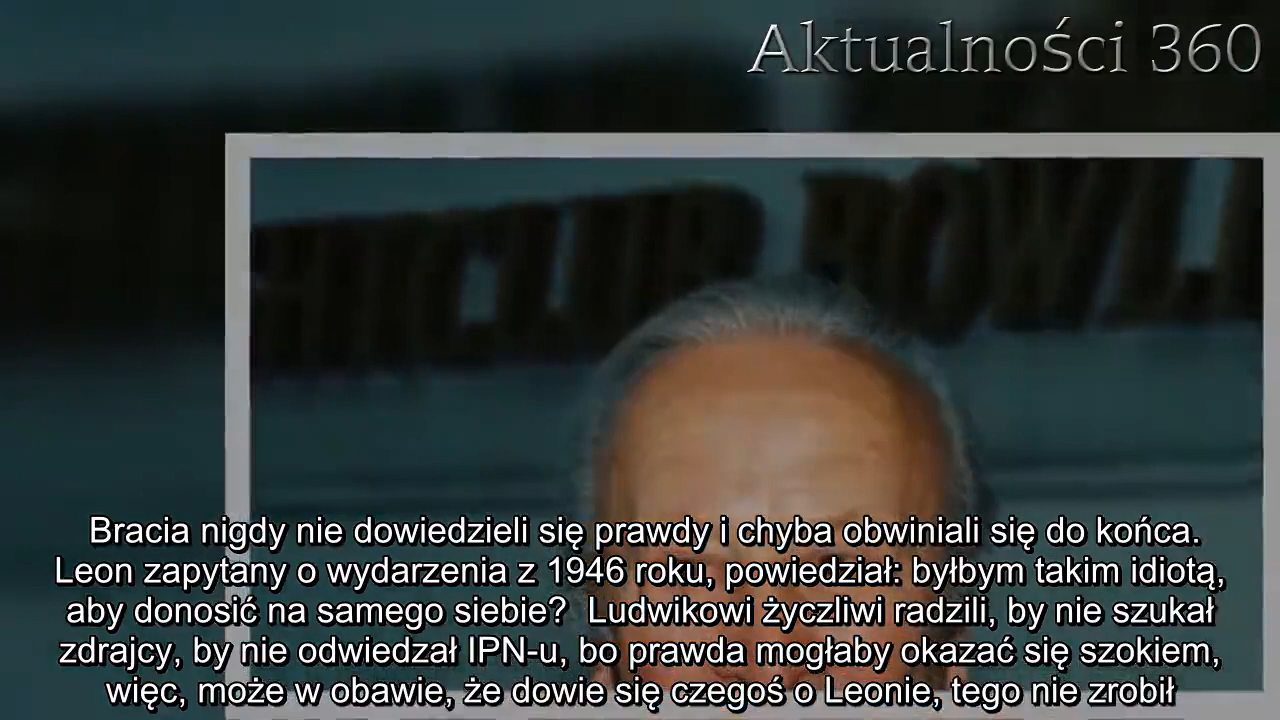 Aktualności 360
Bracia nigdy nie dowiedzieli się prawdy i chyba obwiniali się do końca.
Leon zapytany o wydarzenia z 1946 roku, powiedział: byłbym takim idiotą,
aby donosić na samego siebie? Ludwikowi życzliwi radzili, by nie szukał
zdrajcy, by nie odwiedzał IPN-u, bo prawda mogłaby okazać się szokiem,
więc, może w obawie, że dowie się czegoś o Leonie, tego nie zrobił